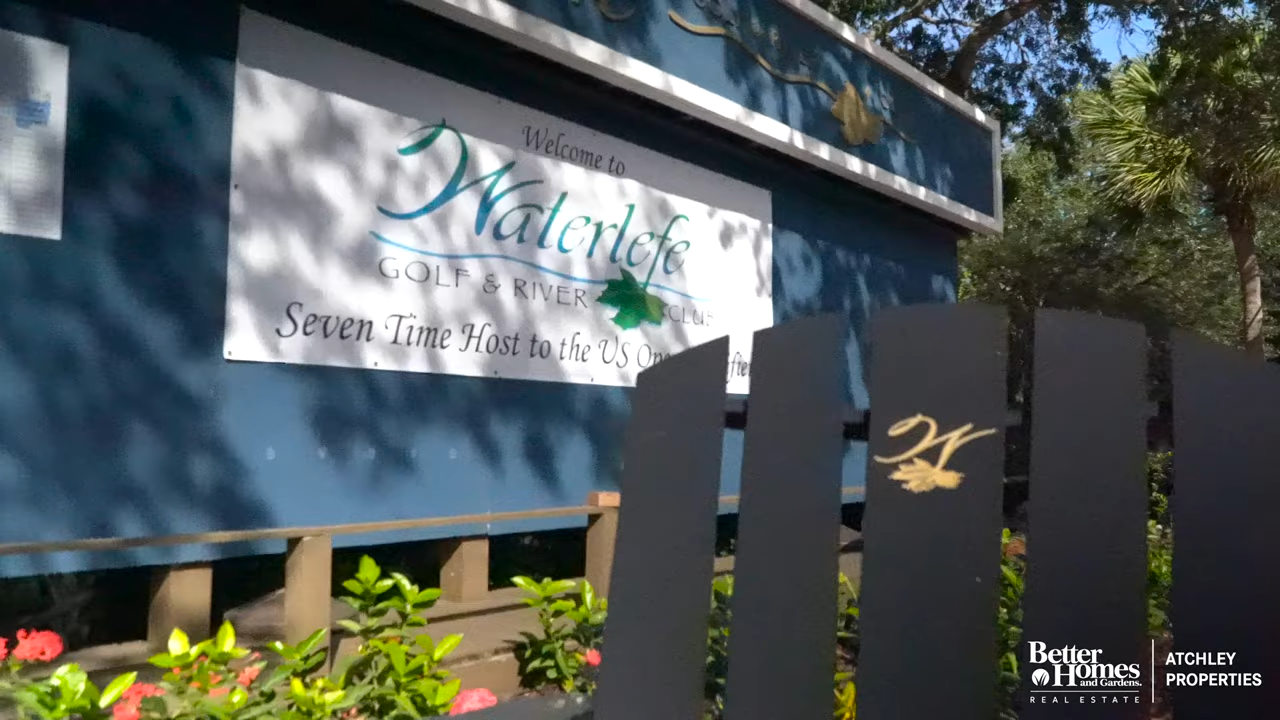 Welcome to
Waterlefe
GOLF & RIVER CLUB
Seven Time Host to the US Open
W
Better
Homes
and Gardens.
REAL ESTATE
ATCHLEY
PROPERTIES